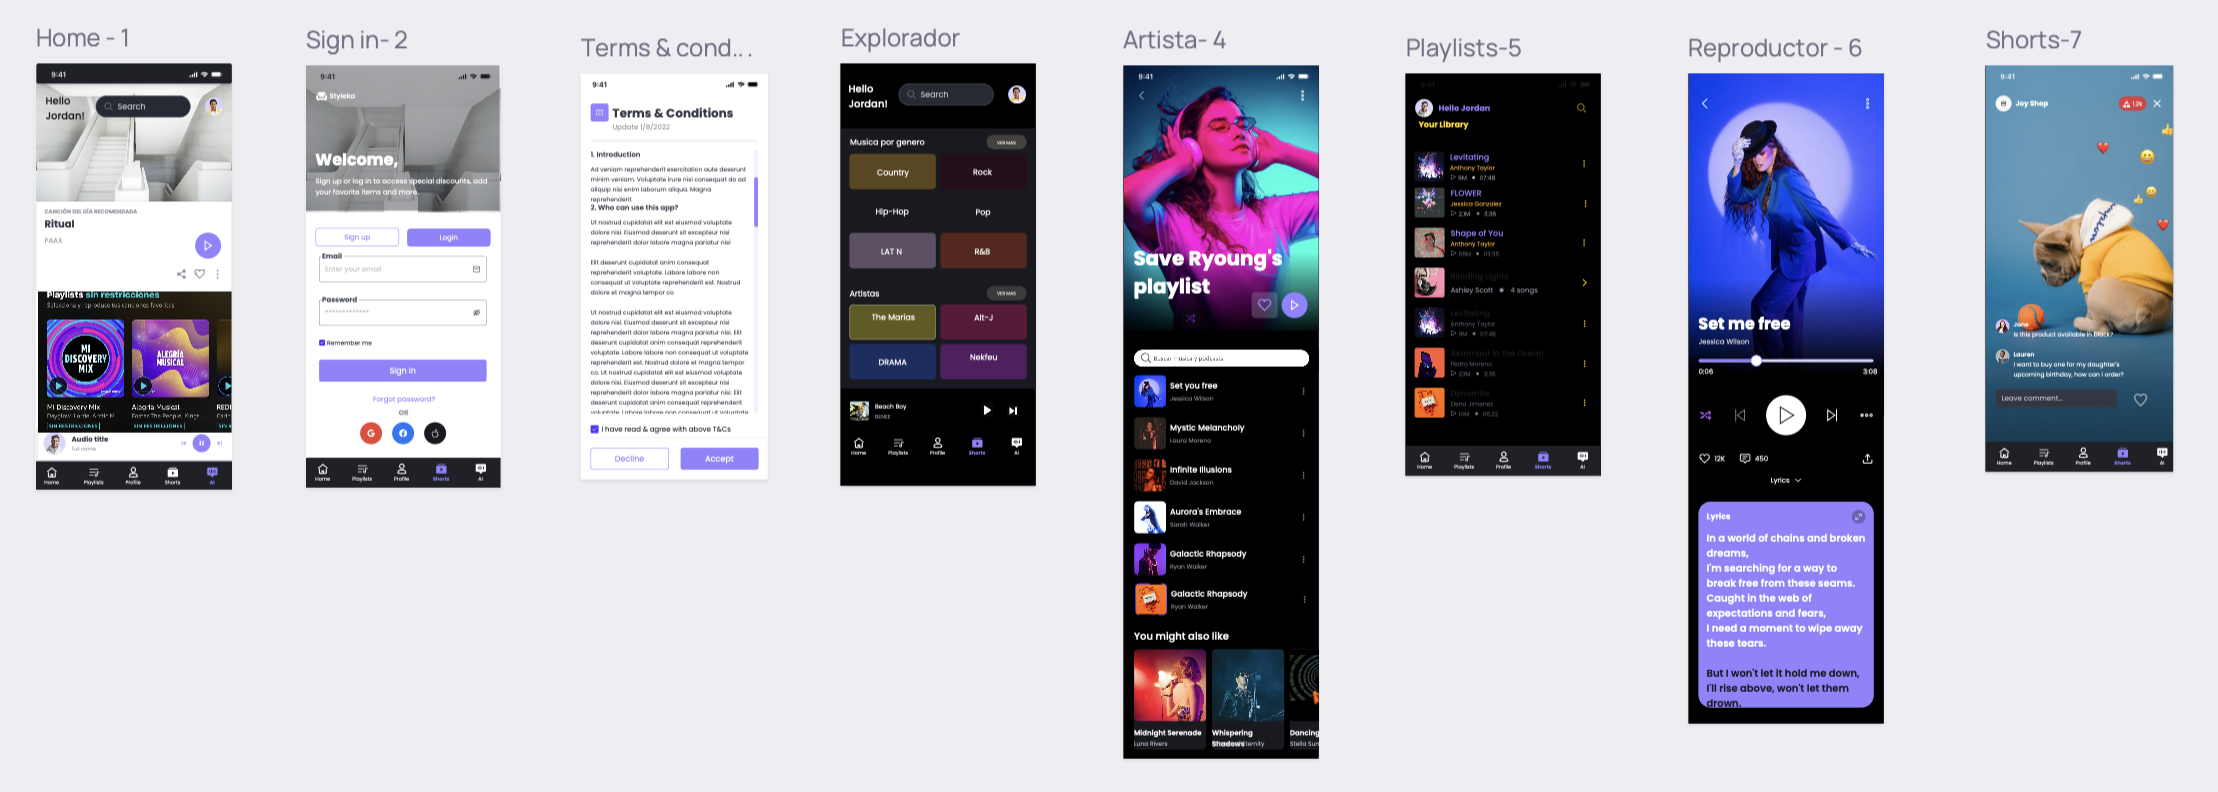 Home - 1
9:41
Hello
Jordan!
Search
CANCIÓN DEL DÍA RECOMENDADA
Ritual
PAAX
Playlists sin restricciones
Selecciona y reproduce tus canciones favoritas
MI
DISCOVERY
MIX
ALEGRÍA
MUSICAL
Mi Discovery Mix
Alegría Musical
REDI
Dayglow, Lorde, Arctic M
Foster The People, Kings
[SIN RESTRICCIONES]
[SIN RESTRICCIONES]
[SIN R
Audio title
full name
Home
Playlists
Profile
Shorts
AI
Sign in- 2
9:41
Styleka
Welcome,
Sign up or log in to access special discounts, add
your favorite items and more.
Sign up
Login
Email
Enter your email
Password
*************
Remember me
Sign in
Forgot password?
OR
Home
Playlists
Profile
Shorts
AI
Terms & cond...
9:41
Terms & Conditions
Update 1/8/2022
1. Introduction
Ad veniam reprehenderit exercitation aute deserunt
minim veniam. Voluptate irure nisi consequat do ad
aliquip nisi enim laborum aliqua. Magna
reprehenderit
2. Who can use this app?
Ut nostrud cupidatat elit est eiusmod voluptate
dolore nisi. Eiusmod deserunt sit excepteur nisi
reprehenderit dolor labore magna pariatur nisi
Elit deserunt cupidatat anim consequat
reprehenderit voluptate. Labore labore non
consequat ut voluptate reprehenderit est. Nostrud
dolore et magna tempor co
Ut nostrud cupidatat elit est eiusmod voluptate
dolore nisi. Eiusmod deserunt sit excepteur nisi
reprehenderit dolor labore magna pariatur nisi. Elit
deserunt cupidatat anim consequat reprehenderit
voluptate. Labore labore non consequat ut voluptate
reprehenderit est. Nostrud dolore et magna tempor
co. Ut nostrud cupidatat elit est eiusmod voluptate
dolore nisi. Eiusmod deserunt sit excepteur nisi
reprehenderit dolor labore magna pariatur nisi. Elit
deserunt cupidatat anim consequat reprehenderit
voluptate. Labore labore non consequat ut voluptate
I have read & agree with above T&Cs
Decline
Accept
Explorador
Hello
Jordan!
Search
Musica por genero
VER MAS
Country
Rock
Hip-Hop
Pop
LAT N
R&B
Artistas
VER MAS
The Marias
Alt-J
DRAMA
Nekfeu
Beach Boy
BENEE
Home
Playlists
Profile
Shorts
AI
Artista- 4
9:41
Save Ryoung's
playlist
Buscar musica y podcasts
Set you free
Jessica Wilson
Mystic Melancholy
Laura Moreno
Infinite Illusions
David Jackson
Aurora's Embrace
Sarah Walker
Galactic Rhapsody
Ryan Walker
Galactic Rhapsody
Ryan Walker
You might also like
Midnight Serenade
Luna Rivers
Whispering
Shadows
Dancing
Stella Sun
Playlists-5
Hello Jordan
Your Library
Levitating
Anthony Taylor
9M • 07:48
FLOWER
Jessica Gonzalez
2,1M • 3:36
Shape of You
Anthony Taylor
68M • 03:35
Blinding Lights
Ashley Scott • 4 songs
Levitating
Anthony Taylor
9M • 07:48
Astronaut in the Ocean
Pedro Moreno
23M • 3:36
Dynamite
Elena Jimenez
10M • 06:22
Home
Playlists
Profile
Shorts
AI
Reproductor - 6
Set me free
Jessica Wilson
0:06
3:08
12K
450
Lyrics
Lyrics
In a world of chains and broken
dreams,
I'm searching for a way to
break free from these seams.
Caught in the web of
expectations and fears,
I need a moment to wipe away
these tears.
But I won't let it hold me down,
I'll rise above, won't let them
drown.
Shorts-7
9:41
Joy Shop
1.2k
Jane
Is this product available in black?
Lauren
I want to buy one for my daughter's
upcoming birthday, how can i order?
Leave comment...
Home
Playlists
Profile
Shorts
AI